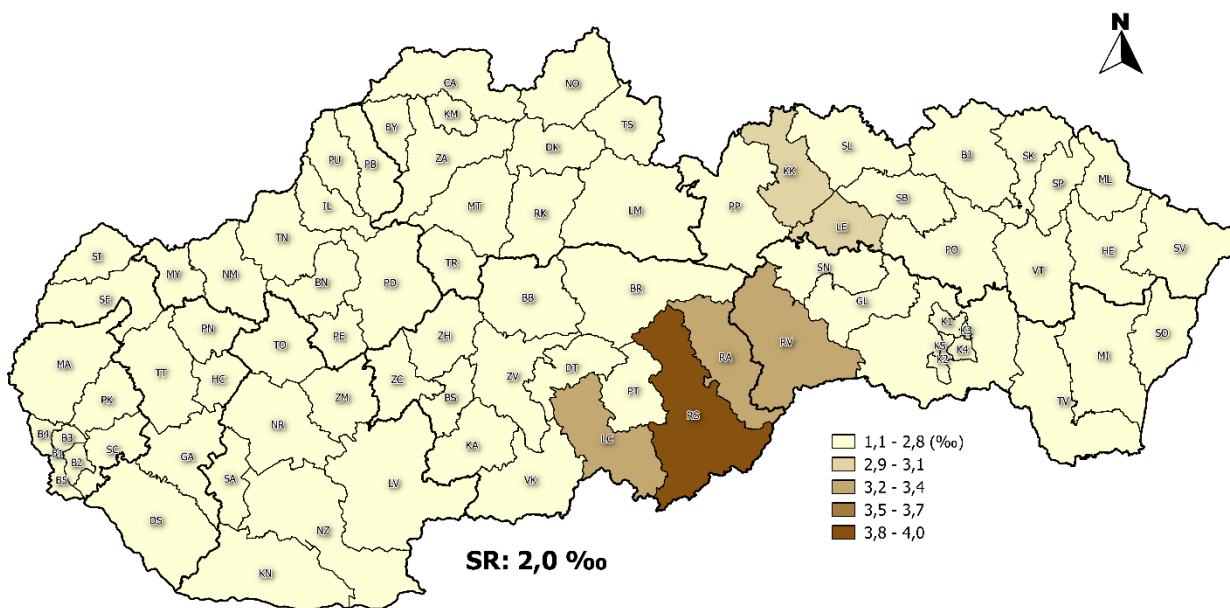 N
CA
NO
KM
TS
BY
PU
PB
ZA
DK
SL
BJ
SK
SP
ML
KK
IL
MT
RK
LM
PP
SB
LE
TN
SI
MY
NM
BN
PD
TR
BR
SN
PO
VT
HE
SV
SE
BB
GL
PN
TO
PE
ZH
K1
K3
K5
K4
K2
SO
MA
TT
HC
ZM
ZC
BS
ZV
DT
PT
RA
RV
MI
PK
NR
RS
TV
B4
B3
B1
B2
B5
SC
GA
SA
LV
KA
LC
VK
DS
NZ
KN
1,1 - 2,8 (‰)
2,9 - 3,1
3,2 - 3,4
3,5 - 3,7
3,8 - 4,0
SR: 2,0 ‰